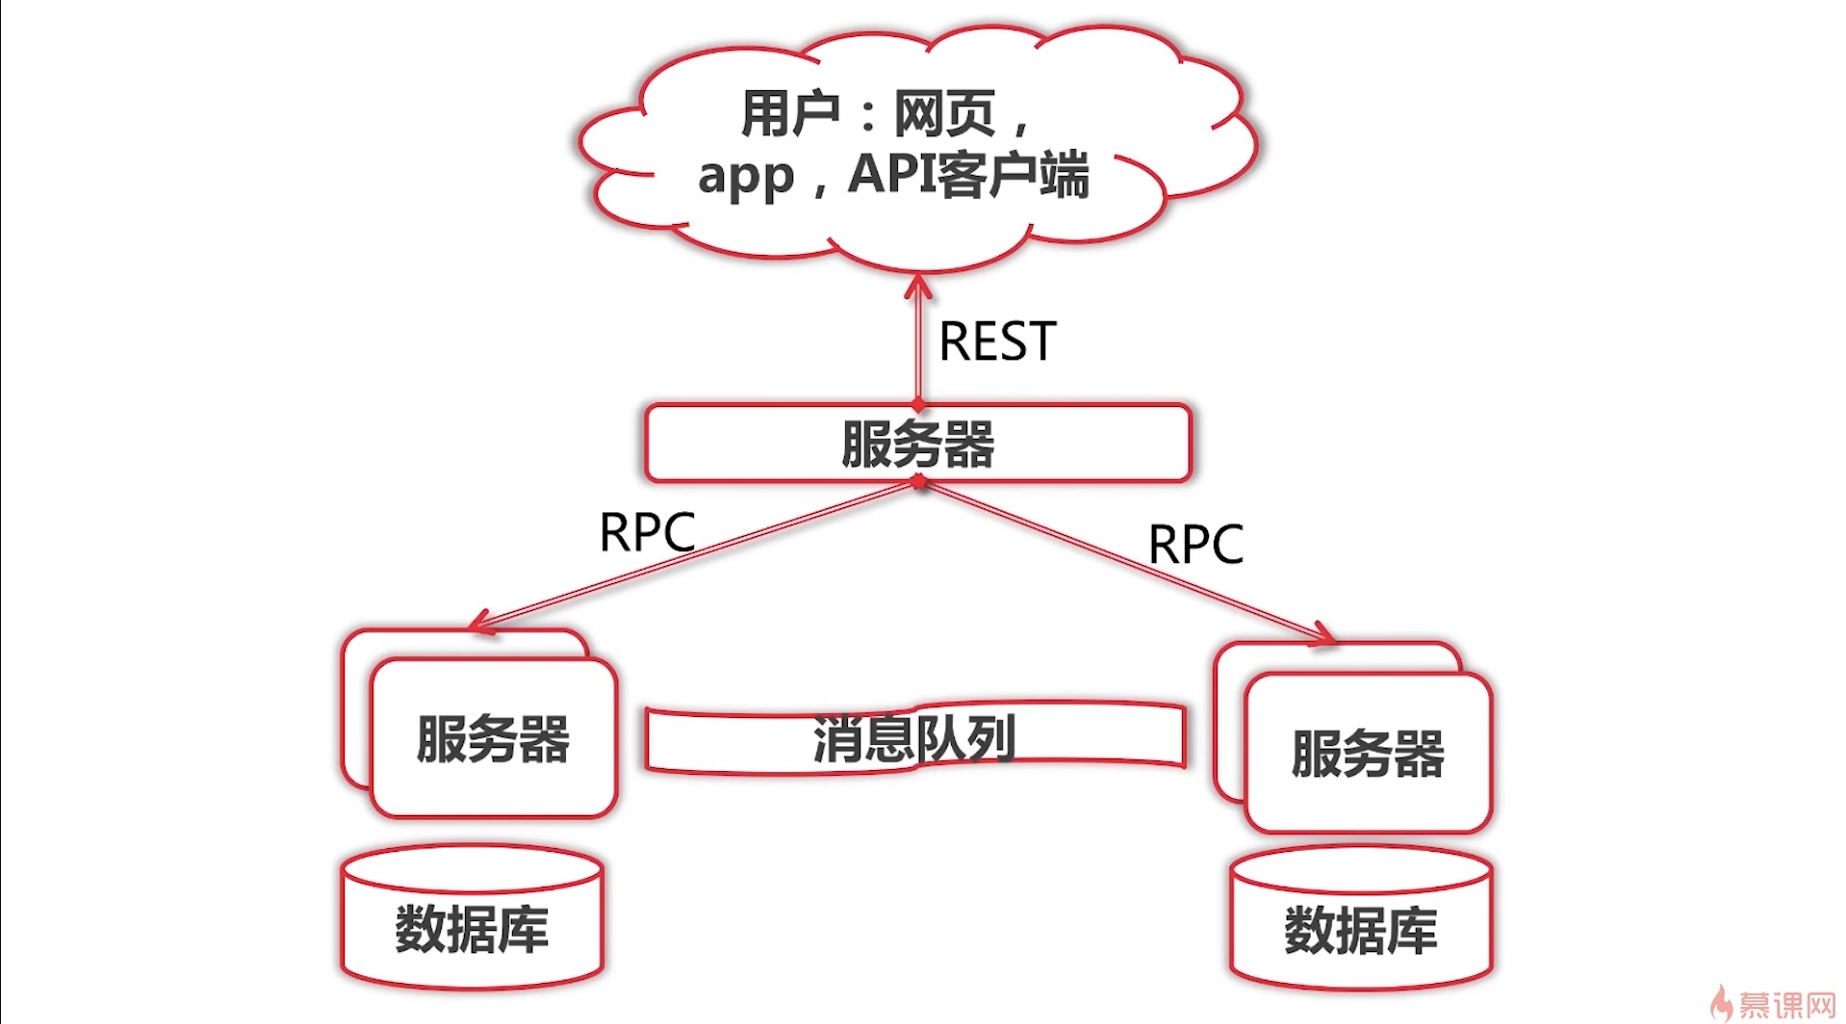 用户：网页，
app，API客户端
REST
服务器
RPC
RPC
服务器
消息队列
服务器
数据库
数据库
慕课网